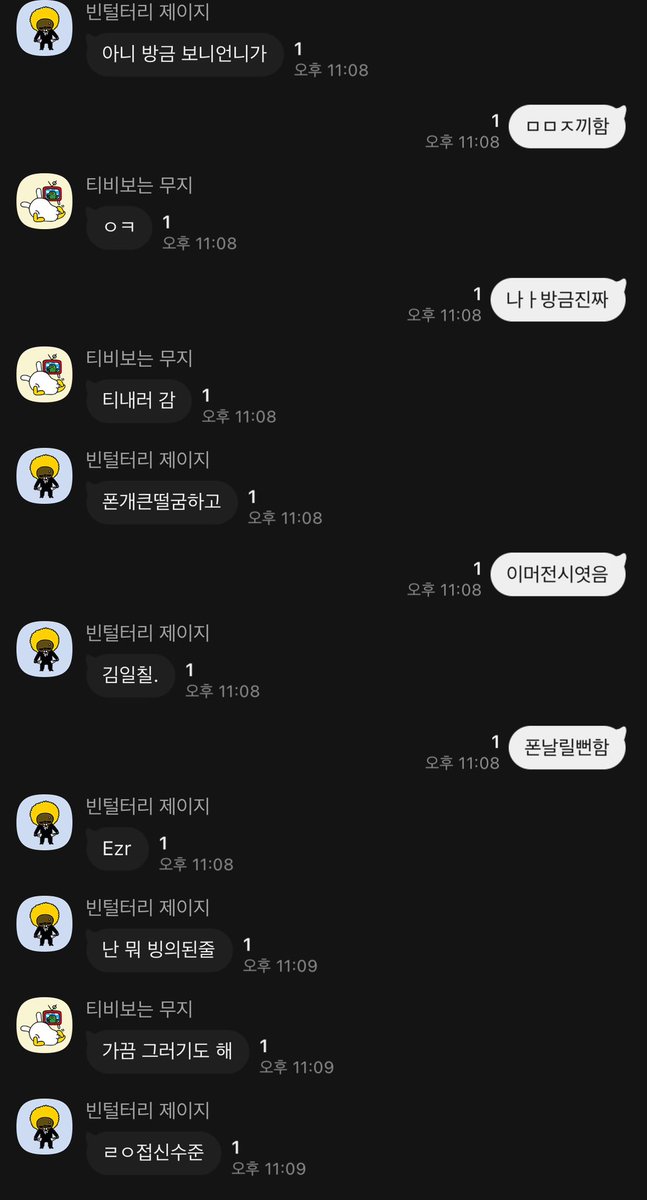 빈털터리 제이지
아니 방금 보니언니가
1
오후 11:08
1
오후 11:08
ㅁㅁㅈ끼함
티비보는 무지
ㅇㅋ
1
오후 11:08
1
오후 11:08
나ㅏ방금진짜
티비보는 무지
티내러 감
1
오후 11:08
빈털터리 제이지
폰개큰떨굼하고
1
오후 11:08
1
오후 11:08
이머전시엿음
빈털터리 제이지
김일칠.
1
오후 11:08
1
오후 11:08
폰날릴뻔함
빈털터리 제이지
Ezr
1
오후 11:08
빈털터리 제이지
난 뭐 빙의된줄
1
오후 11:09
티비보는 무지
가끔 그러기도 해
1
오후 11:09
빈털터리 제이지
ㄹㅇ접신수준
1
오후 11:09